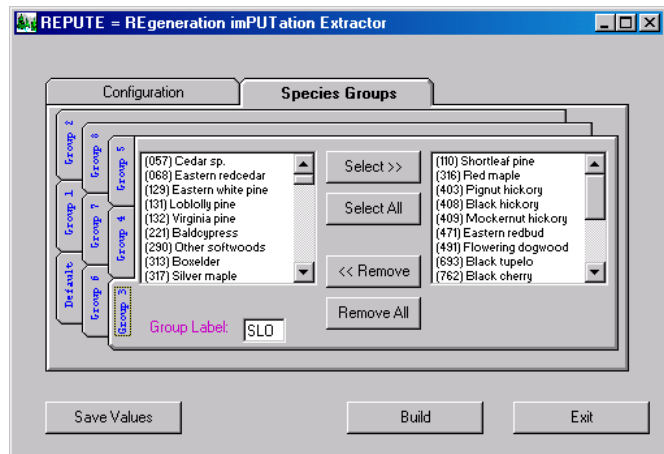 REPUTE = REgeneration imPUTation Extractor
Configuration
Species Groups
Group 2
Group 1
Default
Group 8
Group 7
Group 6
Group 5
Group 4
Group 3
(057) Cedar sp.
(068) Eastern redcedar
(129) Eastern white pine
(131) Loblolly pine
(132) Virginia pine
(221) Baldcypress
(290) Other softwoods
(313) Boxelder
(317) Silver maple
Select >>
Select All
<< Remove
Remove All
(110) Shortleaf pine
(316) Red maple
(403) Pignut hickory
(408) Black hickory
(409) Mockernut hickory
(471) Eastern redbud
(491) Flowering dogwood
(693) Black tupelo
(762) Black cherry
Group Label: SLO
Save Values
Build
Exit